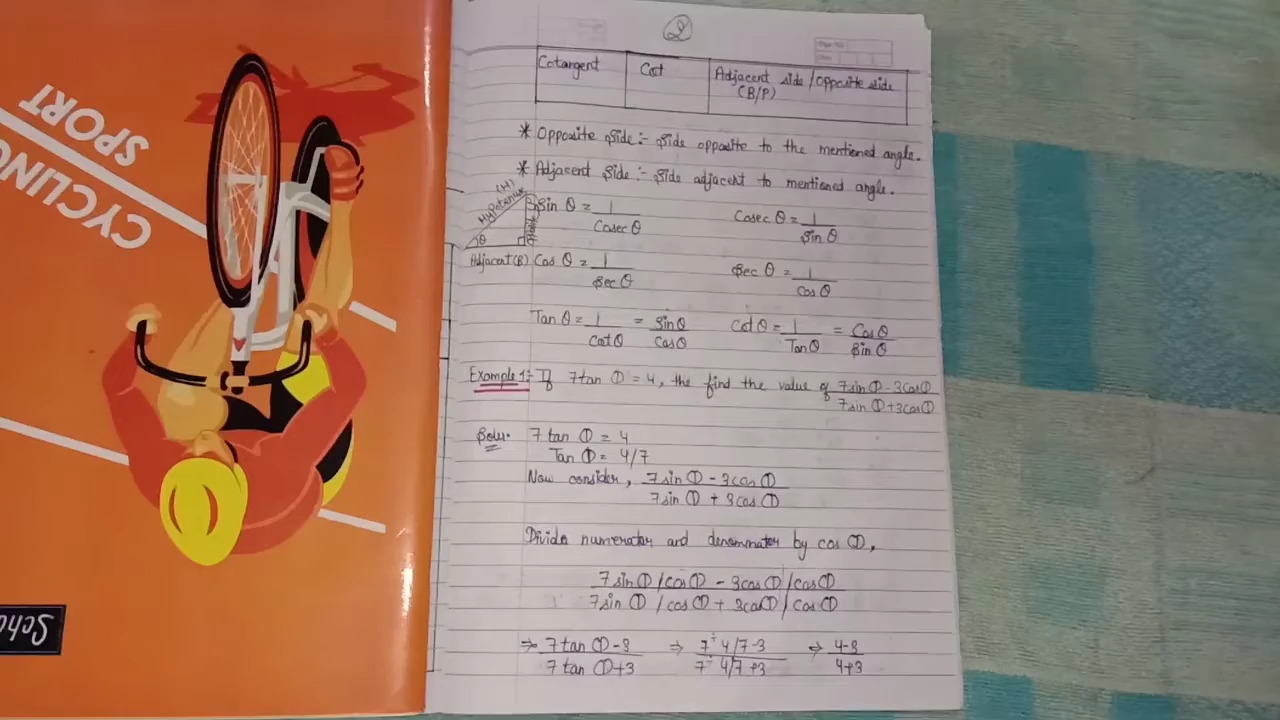 CYCLING
SPORT
Scho
2
Cotangent Cot Adjacent side / Opposite side
(B/P)
* Opposite Side :- Side opposite to the mentioned angle.
* Adjacent Side :- Side adjacent to mentioned angle.
Hypotenuse (H)
θ
Adjacent (B)
Sin θ = 1/Cosec θ Cosec θ = 1/Sin θ
Cos θ = 1/Sec θ Sec θ = 1/Cos θ
Tan θ = 1/Cot θ = Sin θ/Cos θ Cot θ = 1/Tan θ = Cos θ/Sin θ
Example 1:- If 7tan Φ = 4, the find the value of 7sin Φ - 3cos Φ
7sin Φ + 3cos Φ
Solu. 7 tan Φ = 4
Tan Φ = 4/7
Now consider, 7sin Φ - 3cos Φ
7sin Φ + 3cos Φ
Divide numerator and denominator by cos Φ,
7sin Φ / cos Φ - 3cos Φ / cos Φ
7sin Φ / cos Φ + 3cos Φ / cos Φ
⇒ 7tan Φ - 3 ⇒ 7* 4/7 - 3 ⇒ 4-3
7 tan Φ + 3 7* 4/7 + 3 4+3